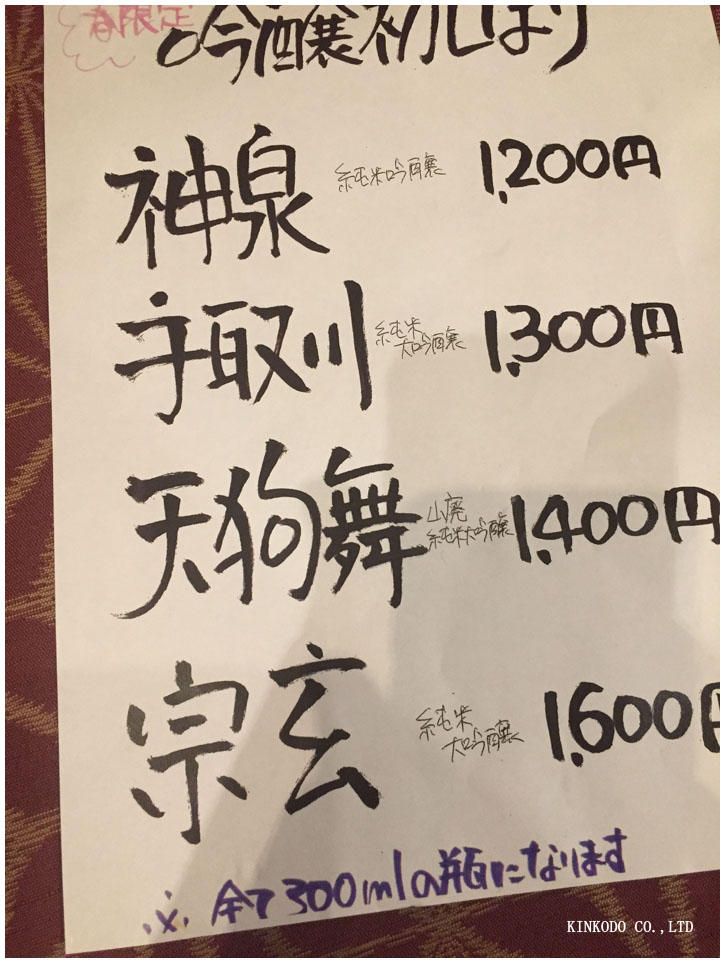 春限定
吟醸初しぼり
神泉 純米吟醸 1,200円
手取川 純米大吟醸 1,300円
天狗舞 山廃純米大吟醸 1,400円
宗玄 純米大吟醸 1,600円
※ 全て300mlの瓶になります
KINKODO CO.,LTD